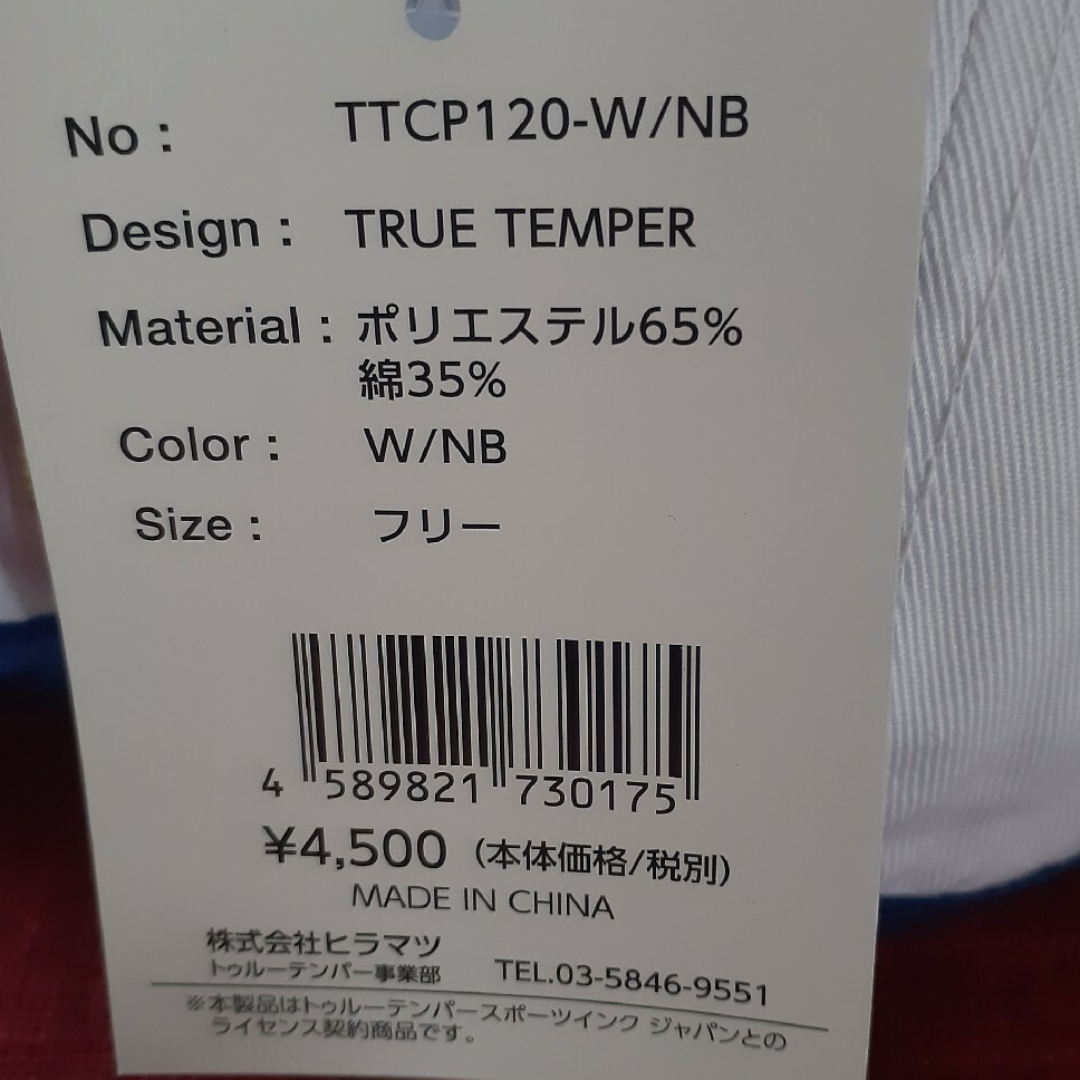 No : TTCP120-W/NB
Design : TRUE TEMPER
Material : ポリエステル65%
綿35%
Color : W/NB
Size : フリー
4 589821 730175
¥4,500 (本体価格/税別)
MADE IN CHINA
株式会社ヒラマツ
トゥルーテンパー事業部 TEL.03-5846-9551
※本製品はトゥルーテンパースポーツインク ジャパンとの
ライセンス契約商品です。